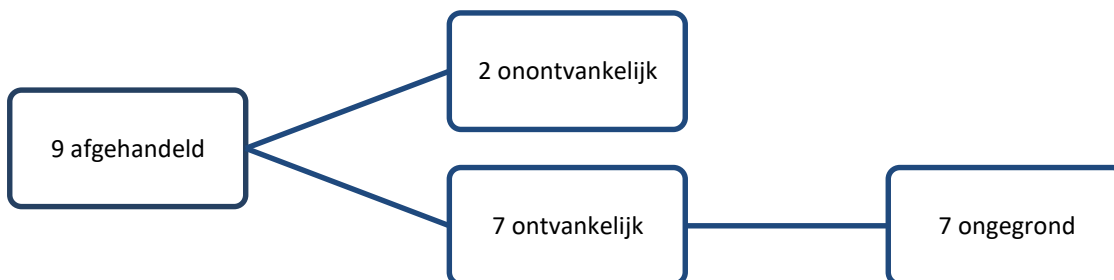 9 afgehandeld
2 onontvankelijk
7 ontvankelijk
7 ongegrond